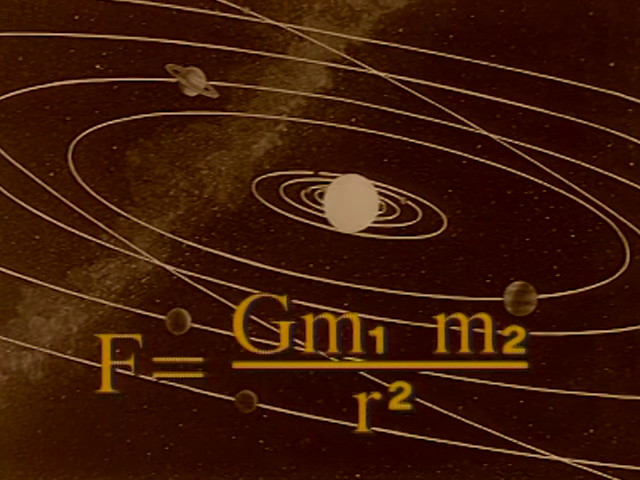 F = Gm₁ m₂
r²